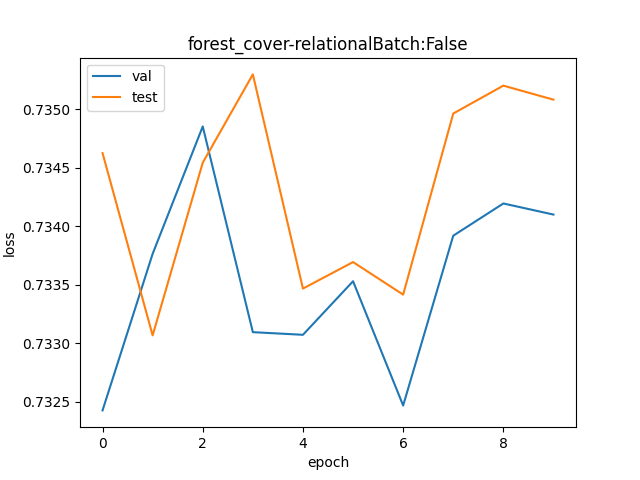 forest_cover-relationalBatch:False
val
test
0.7350
0.7345
0.7340
0.7335
0.7330
0.7325
loss
0 2 4 6 8
epoch